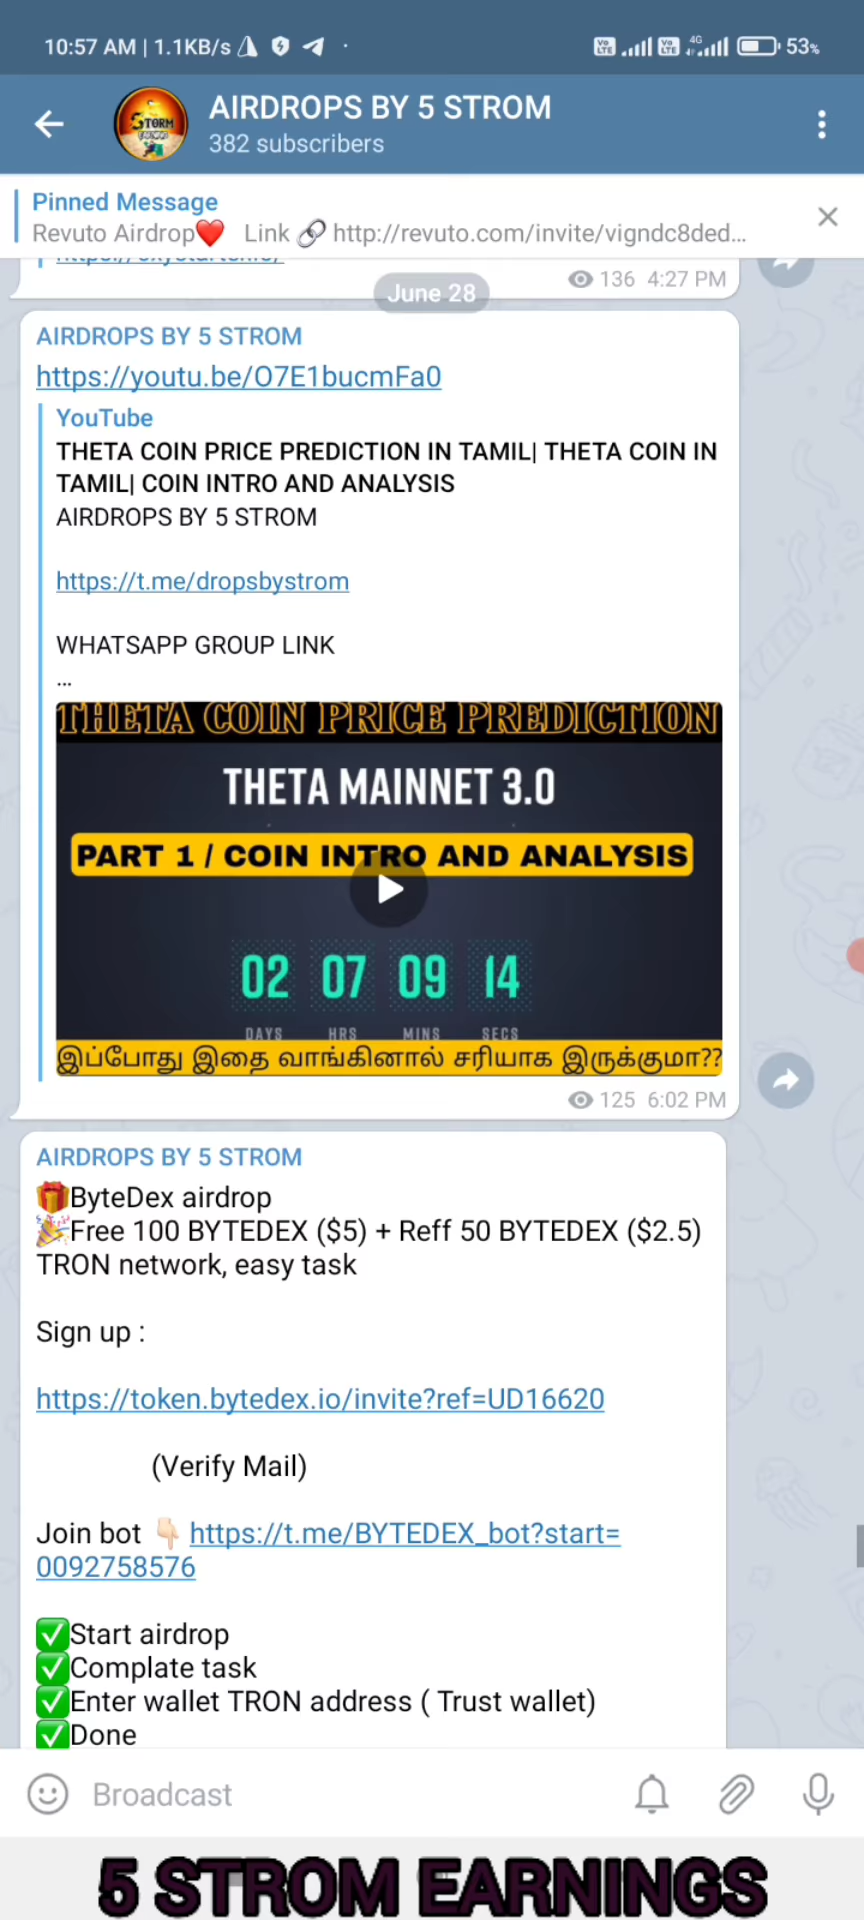 10:57 AM | 1.1KB/s
4G
53%
AIRDROPS BY 5 STROM
382 subscribers
Pinned Message
Revuto Airdrop❤️ Link 🔗 http://revuto.com/invite/vigndc8ded...
136 4:27 PM
June 28
AIRDROPS BY 5 STROM
https://youtu.be/O7E1bucmFa0
YouTube
THETA COIN PRICE PREDICTION IN TAMIL| THETA COIN IN
TAMIL| COIN INTRO AND ANALYSIS
AIRDROPS BY 5 STROM
https://t.me/dropsbystrom
WHATSAPP GROUP LINK
...
THETA COIN PRICE PREDICTION
THETA MAINNET 3.0
PART 1 / COIN INTRO AND ANALYSIS
02 07 09 14
DAYS HRS MINS SECS
இப்போது இதை வாங்கினால் சரியாக இருக்குமா??
125 6:02 PM
AIRDROPS BY 5 STROM
🎁ByteDex airdrop
🎉Free 100 BYTEDEX ($5) + Reff 50 BYTEDEX ($2.5)
TRON network, easy task
Sign up :
https://token.bytedex.io/invite?ref=UD16620
(Verify Mail)
Join bot 👇🏻 https://t.me/BYTEDEX_bot?start=
0092758576
✅Start airdrop
✅Complate task
✅Enter wallet TRON address ( Trust wallet)
✅Done
Broadcast
5 STROM EARNINGS